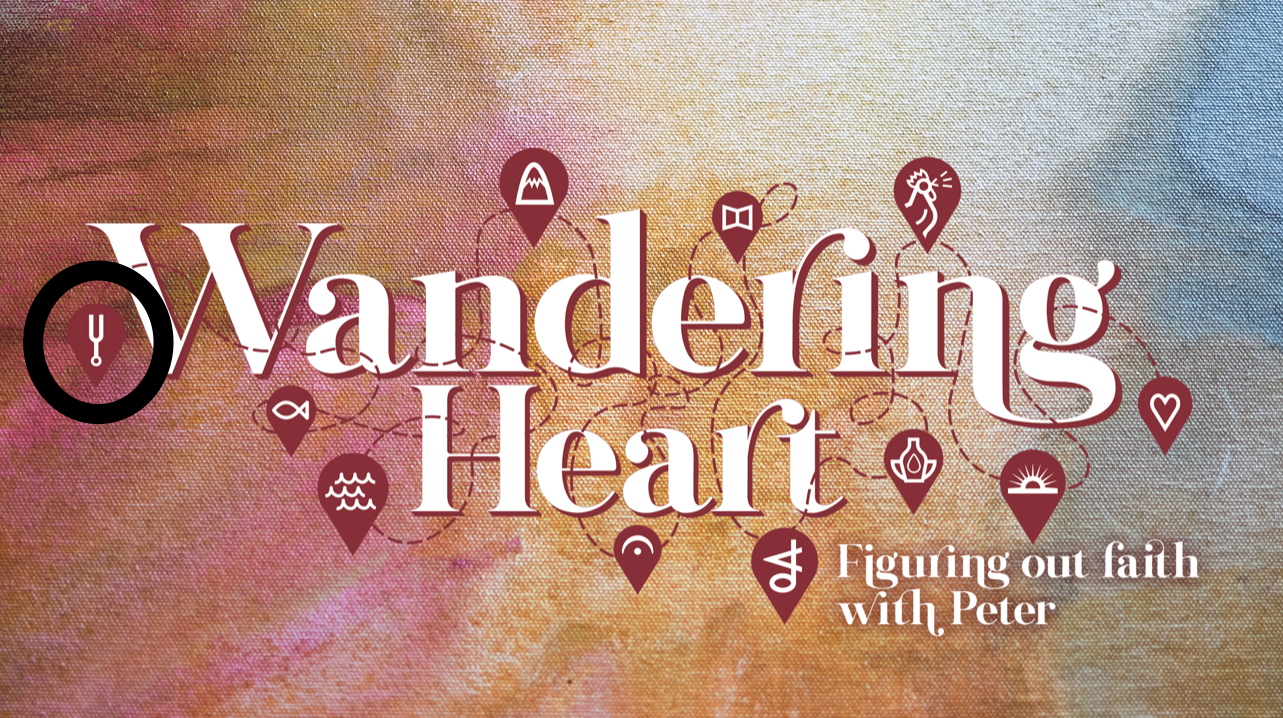 Wandering
Heart
Figuring out faith
with Peter